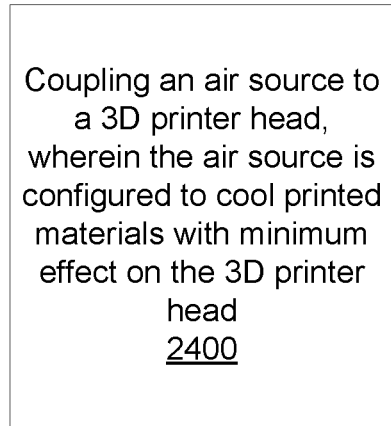 Coupling an air source to
a 3D printer head,
wherein the air source is
configured to cool printed
materials with minimum
effect on the 3D printer
head
2400